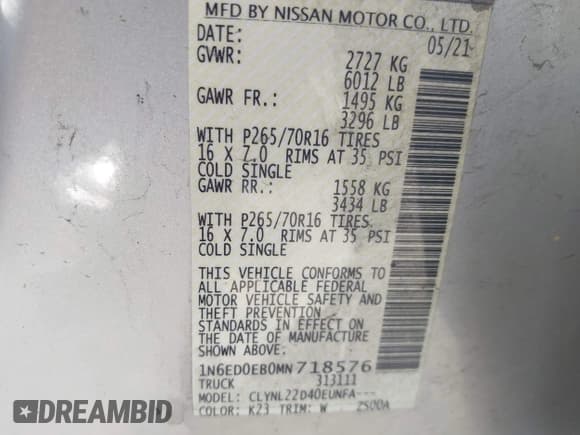 MFD BY NISSAN MOTOR CO., LTD.
DATE: 05/21
GVWR: 2727 KG
6012 LB
GAWR FR.: 1495 KG
3296 LB
WITH P265/70R16 TIRES
16 X 7.0 RIMS AT 35 PSI
COLD SINGLE
GAWR RR.: 1558 KG
3434 LB
WITH P265/70R16 TIRES
16 X 7.0 RIMS AT 35 PSI
COLD SINGLE
THIS VEHICLE CONFORMS TO
ALL APPLICABLE FEDERAL
MOTOR VEHICLE SAFETY AND
THEFT PREVENTION
STANDARDS IN EFFECT ON
THE DATE OF MANUFACTURE
SHOWN ABOVE.
1N6ED0EB0MN718576
TRUCK 313111
MODEL: CLYNL22D40EUNFA---
COLOR: K23 TRIM: W 2500A
STAT.VIN